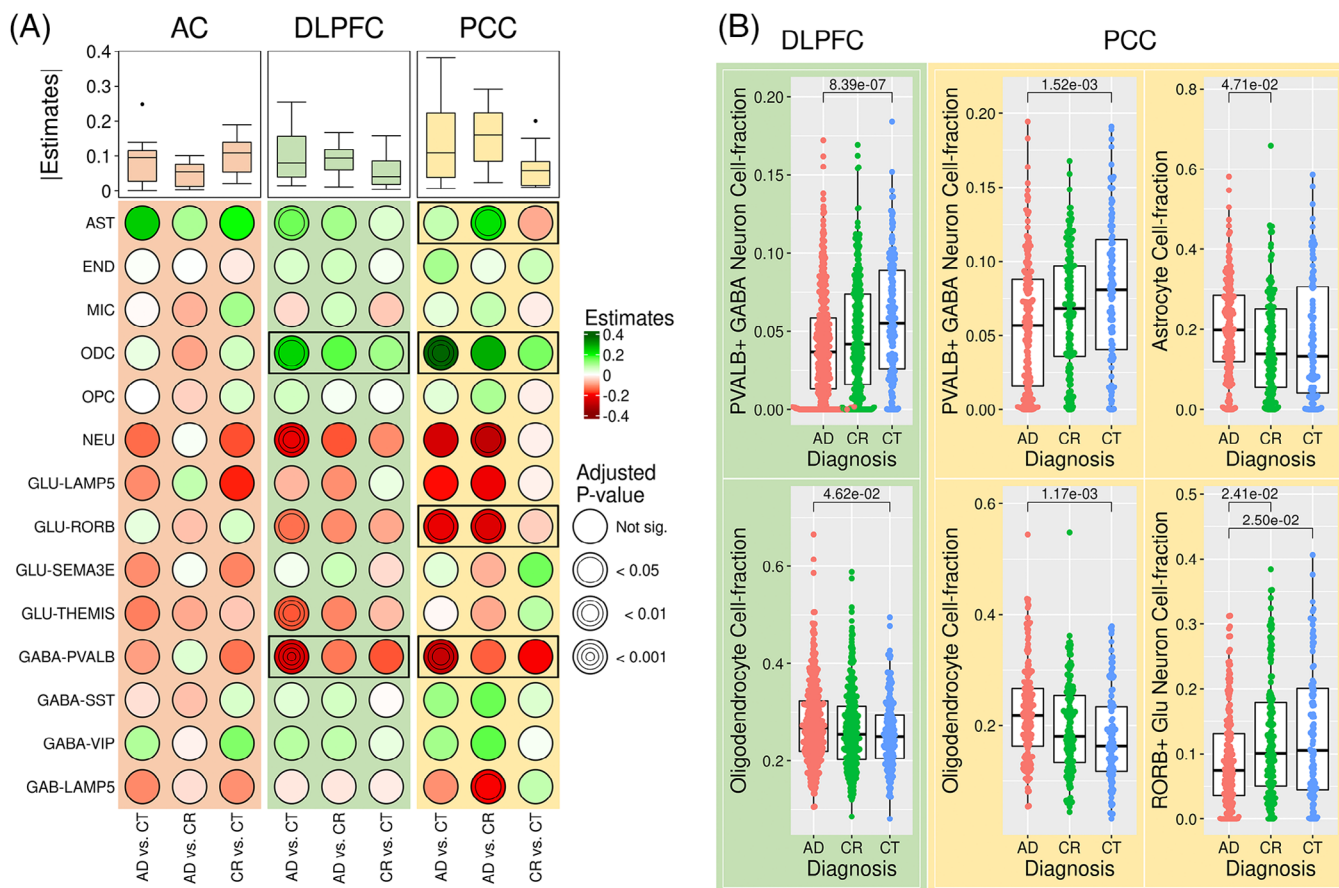 (A)
AC
DLPFC
PCC
|Estimates|
0.4
0.3
0.2
0.1
0
AST
END
MIC
ODC
OPC
NEU
GLU-LAMP5
GLU-RORB
GLU-SEMA3E
GLU-THEMIS
GABA-PVALB
GABA-SST
GABA-VIP
GAB-LAMP5
AD vs. CT
AD vs. CR
CR vs. CT
AD vs. CT
AD vs. CR
CR vs. CT
AD vs. CT
AD vs. CR
CR vs. CT
Estimates
0.4
0.2
0
-0.2
-0.4
Adjusted
P-value
Not sig.
< 0.05
< 0.01
< 0.001
(B)
DLPFC
PCC
PVALB+ GABA Neuron Cell-fraction
0.20
0.15
0.10
0.05
0.00
8.39e-07
AD CR CT
Diagnosis
PVALB+ GABA Neuron Cell-fraction
0.20
0.15
0.10
0.05
0.00
1.52e-03
AD CR CT
Diagnosis
Astrocyte Cell-fraction
0.8
0.6
0.4
0.2
0.0
4.71e-02
AD CR CT
Diagnosis
Oligodendrocyte Cell-fraction
0.6
0.4
0.2
4.62e-02
AD CR CT
Diagnosis
Oligodendrocyte Cell-fraction
0.6
0.4
0.2
1.17e-03
AD CR CT
Diagnosis
RORB+ Glu Neuron Cell-fraction
0.5
0.4
0.3
0.2
0.1
0.0
2.41e-02
2.50e-02
AD CR CT
Diagnosis